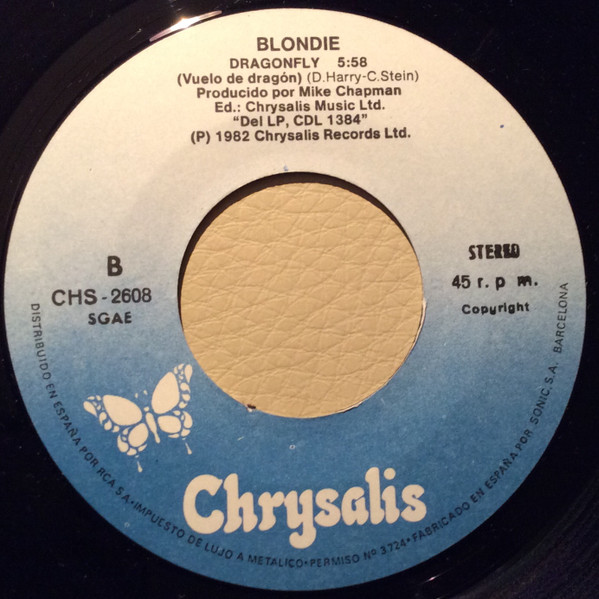 BLONDIE
DRAGONFLY 5:58
(Vuelo de dragón) (D.Harry-C.Stein)
Producido por Mike Chapman
Ed.: Chrysalis Music Ltd.
"Del LP, CDL 1384"
(P) 1982 Chrysalis Records Ltd.
B
CHS - 2608
SGAE
STEREO
45 r. p m.
Copyright
Chrysalis
DISTRIBUIDO EN ESPAÑA POR RCA S.A.•IMPUESTO DE LUJO A METALICO•PERMISO Nº 3724•FABRICADO EN ESPAÑA POR SONIC, S.A. BARCELONA